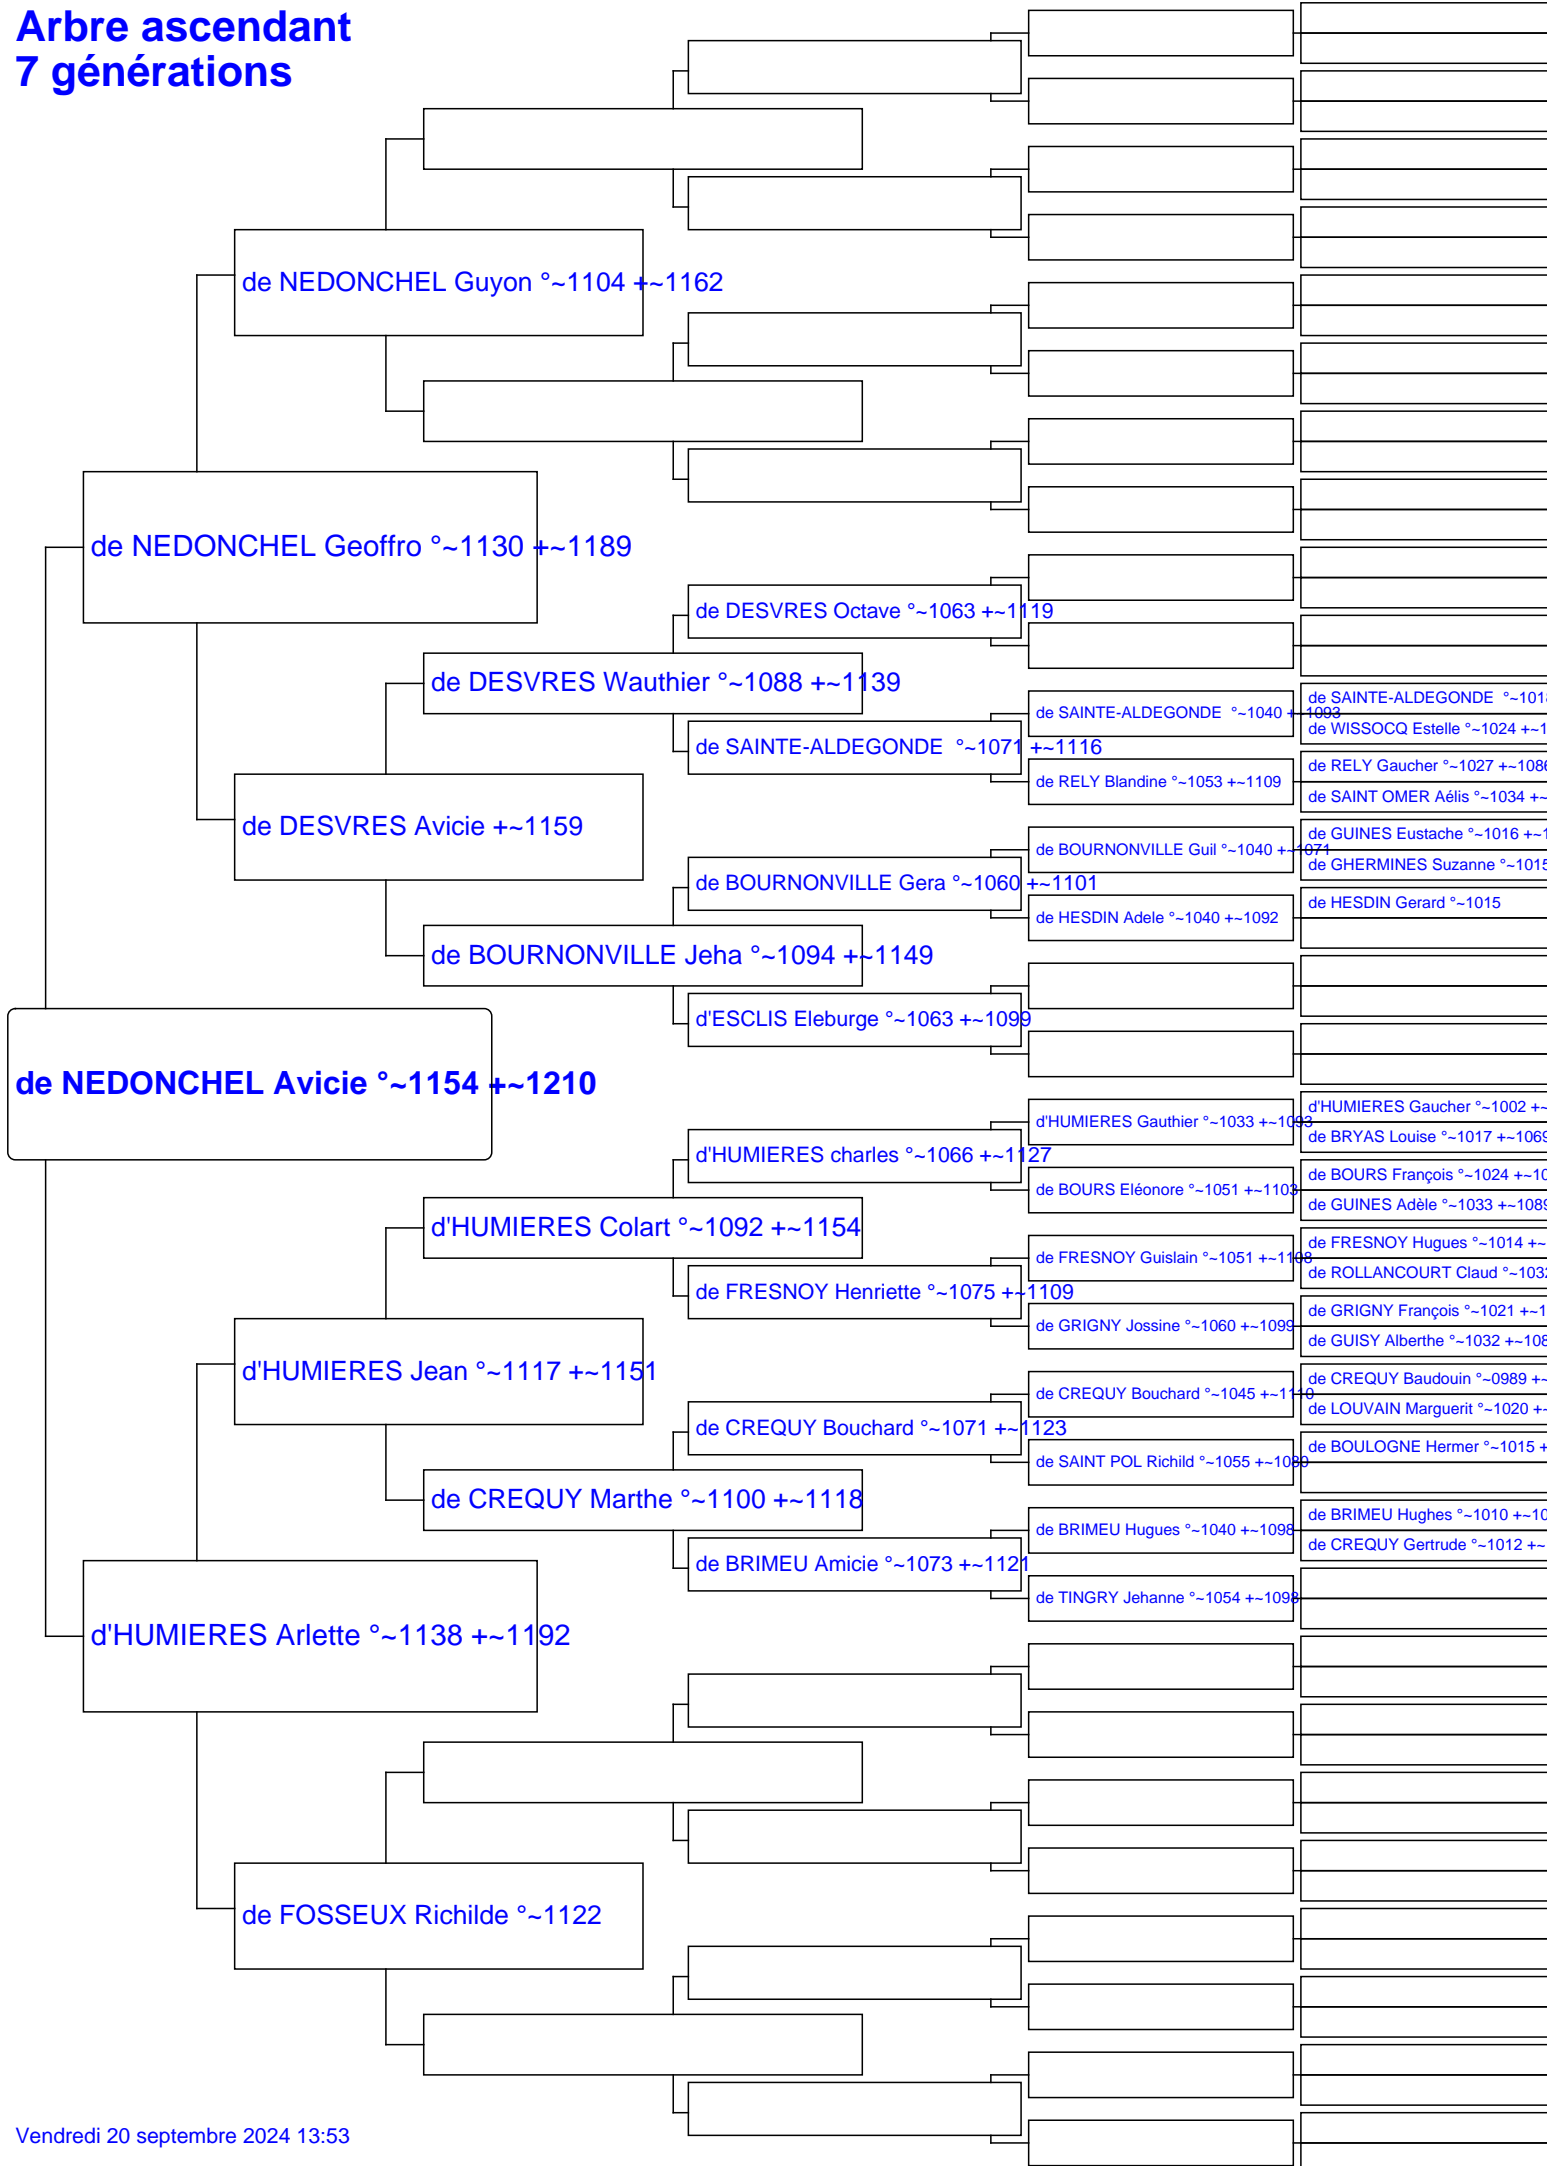 Arbre ascendant
7 générations
de NEDONCHEL Avicie °~1154 +~1210
de NEDONCHEL Geoffro °~1130 +~1189
d'HUMIERES Arlette °~1138 +~1192
de NEDONCHEL Guyon °~1104 +~1162
de DESVRES Avicie +~1159
d'HUMIERES Jean °~1117 +~1151
de FOSSEUX Richilde °~1122
de DESVRES Wauthier °~1088 +~1139
de BOURNONVILLE Jeha °~1094 +~1149
d'HUMIERES Colart °~1092 +~1154
de CREQUY Marthe °~1100 +~1118
de DESVRES Octave °~1063 +~1119
de SAINTE-ALDEGONDE °~1071 +~1116
de BOURNONVILLE Gera °~1060 +~1101
d'ESCLIS Eleburge °~1063 +~1099
d'HUMIERES charles °~1066 +~1127
de FRESNOY Henriette °~1075 +~1109
de CREQUY Bouchard °~1071 +~1123
de BRIMEU Amicie °~1073 +~1121
de SAINTE-ALDEGONDE °~1040 +~1093
de RELY Blandine °~1053 +~1109
de BOURNONVILLE Guil °~1040 +~1071
de HESDIN Adele °~1040 +~1092
d'HUMIERES Gauthier °~1033 +~1093
de BOURS Eléonore °~1051 +~1103
de FRESNOY Guislain °~1051 +~1108
de GRIGNY Jossine °~1060 +~1099
de CREQUY Bouchard °~1045 +~1110
de SAINT POL Richild °~1055 +~1080
de BRIMEU Hugues °~1040 +~1098
de TINGRY Jehanne °~1054 +~1098
de SAINTE-ALDEGONDE °~1018
de WISSOCQ Estelle °~1024 +~1
de RELY Gaucher °~1027 +~1086
de SAINT OMER Aélis °~1034 +~
de GUINES Eustache °~1016 +~1
de GHERMINES Suzanne °~1015
de HESDIN Gerard °~1015
d'HUMIERES Gaucher °~1002 +~
de BRYAS Louise °~1017 +~1069
de BOURS François °~1024 +~10
de GUINES Adèle °~1033 +~1089
de FRESNOY Hugues °~1014 +~
de ROLLANCOURT Claud °~1032
de GRIGNY François °~1021 +~1
de GUISY Alberthe °~1032 +~108
de CREQUY Baudouin °~0989 +~
de LOUVAIN Marguerit °~1020 +~
de BOULOGNE Hermer °~1015 +
de BRIMEU Hughes °~1010 +~10
de CREQUY Gertrude °~1012 +~
Vendredi 20 septembre 2024 13:53